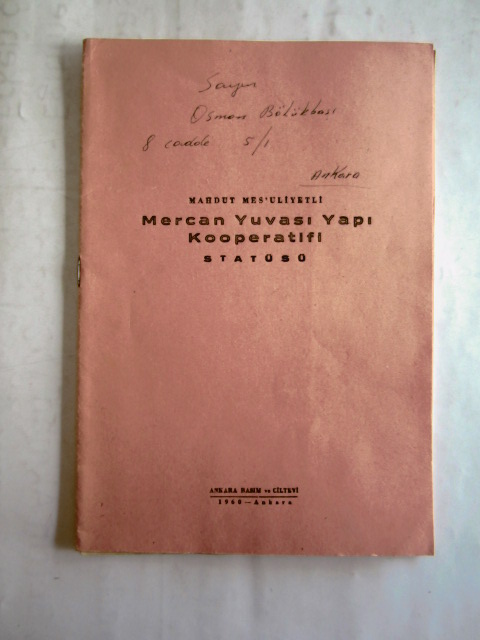 Sayın
Osman Bölükbaşı
8 cadde 5/1
Ankara
MAHDUT MES'ULİYETLİ
Mercan Yuvası Yapı
Kooperatifi
STATÜSÜ
ANKARA BASIM ve CİLTEVİ
1960 — Ankara